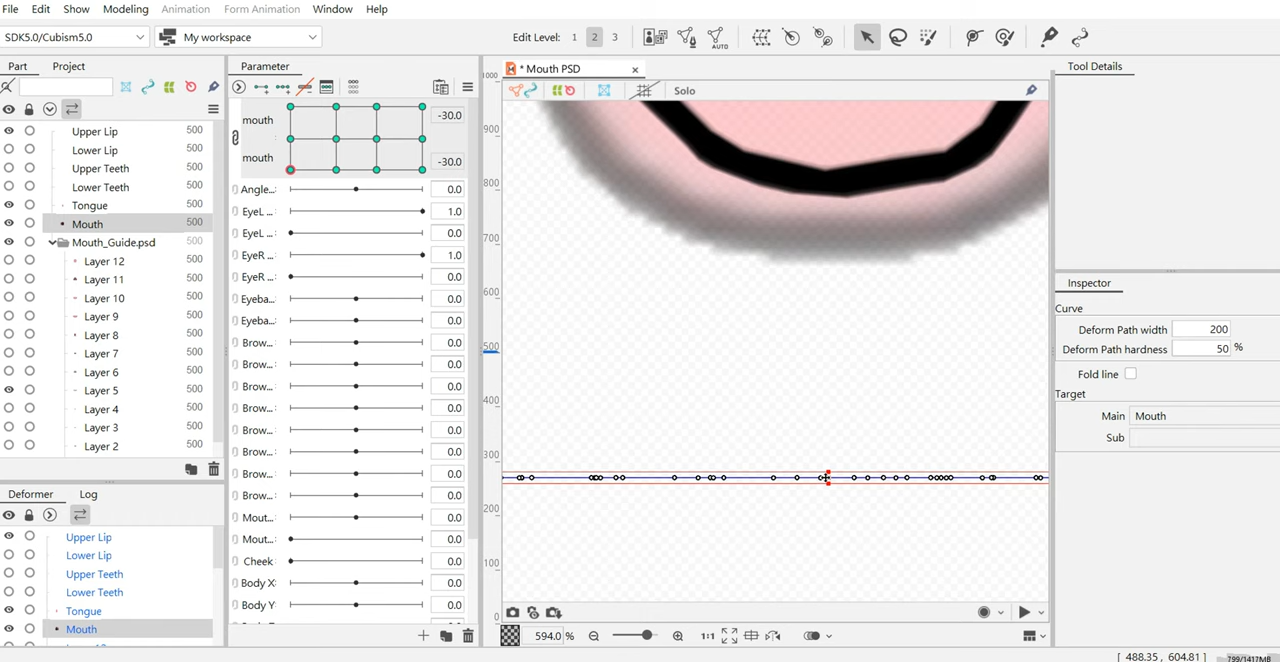 File Edit Show Modeling Animation Form Animation Window Help
SDK5.0/Cubism5.0 My workspace Edit Level: 1 2 3 AUTO
Part Project
Parameter
* Mouth PSD
Tool Details
Solo
Upper Lip 500
Lower Lip 500
Upper Teeth 500
Lower Teeth 500
Tongue 500
Mouth 500
Mouth_Guide.psd 500
Layer 12 500
Layer 11 500
Layer 10 500
Layer 9 500
Layer 8 500
Layer 7 500
Layer 6 500
Layer 5 500
Layer 4 500
Layer 3 500
Layer 2 500
Deformer Log
Upper Lip
Lower Lip
Upper Teeth
Lower Teeth
Tongue
Mouth
mouth -30.0
mouth -30.0
Angle... 0.0
EyeL ... 1.0
EyeL ... 0.0
EyeR ... 1.0
EyeR ... 0.0
Eyeba... 0.0
Eyeba... 0.0
Brow... 0.0
Brow... 0.0
Brow... 0.0
Brow... 0.0
Brow... 0.0
Brow... 0.0
Brow... 0.0
Brow... 0.0
Mout... 0.0
Mout... 0.0
Cheek 0.0
Body X 0.0
Body Y 0.0
1000
900
800
700
600
500
400
300
200
100
0
594.0 % 1:1
Inspector
Curve
Deform Path width 200
Deform Path hardness 50 %
Fold line
Target
Main Mouth
Sub
[ 488.35, 604.81 ] 799/1417MB